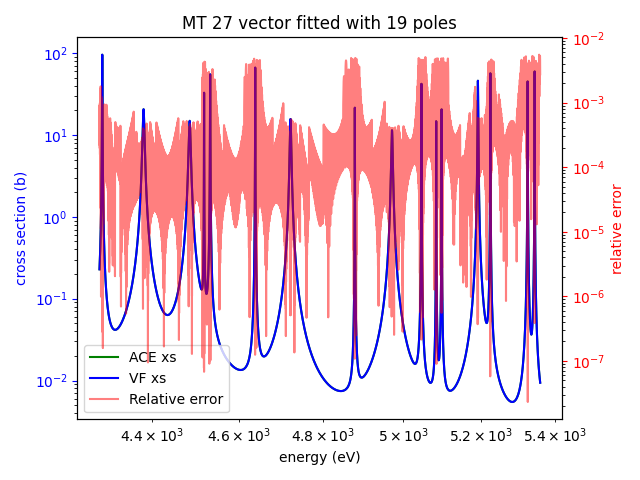 MT 27 vector fitted with 19 poles
10²
10¹
10⁰
10⁻¹
10⁻²
cross section (b)
10⁻²
10⁻³
10⁻⁴
10⁻⁵
10⁻⁶
10⁻⁷
relative error
ACE xs
VF xs
Relative error
4.4 × 10³ 4.6 × 10³ 4.8 × 10³ 5 × 10³ 5.2 × 10³ 5.4 × 10³
energy (eV)